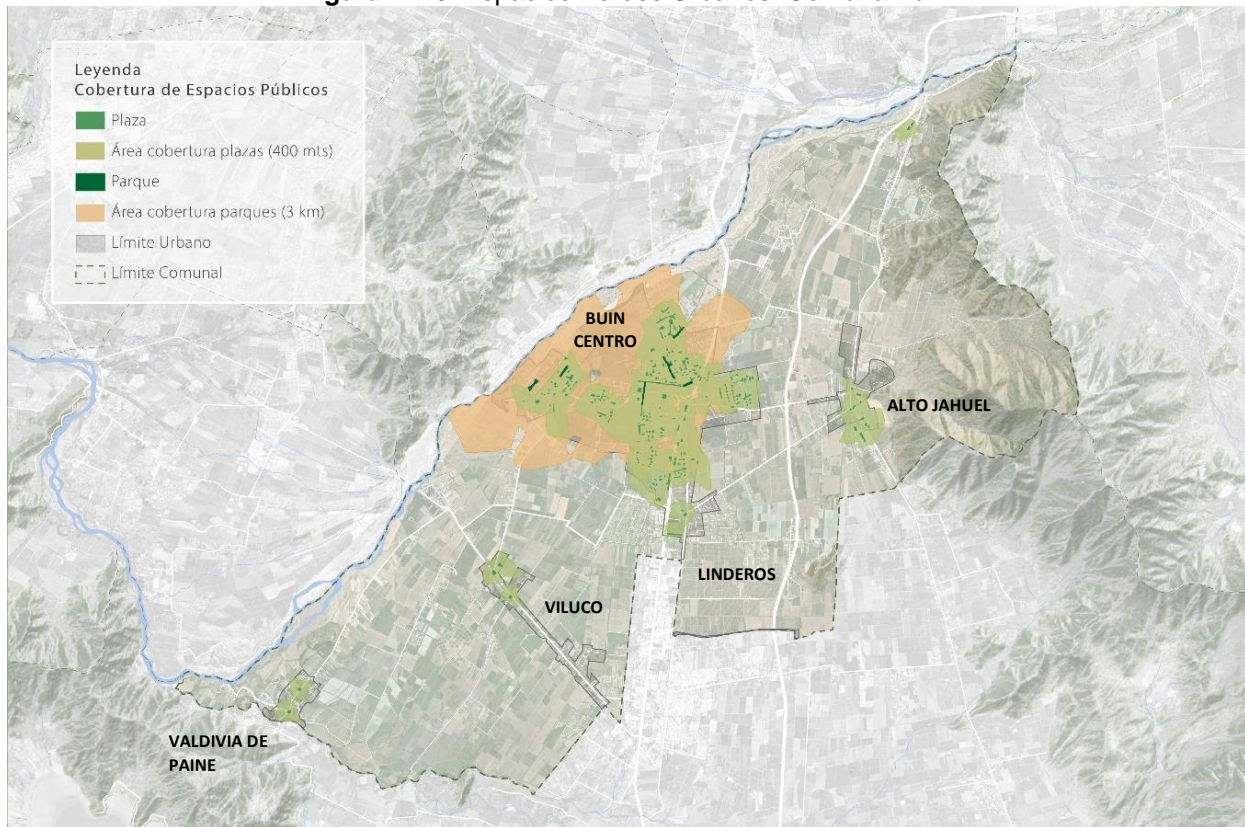 Leyenda
Cobertura de Espacios Públicos
Plaza
Área cobertura plazas (400 mts)
Parque
Área cobertura parques (3 km)
Límite Urbano
Límite Comunal
BUIN
CENTRO
ALTO JAHUEL
LINDEROS
VILUCO
VALDIVIA DE
PAINE